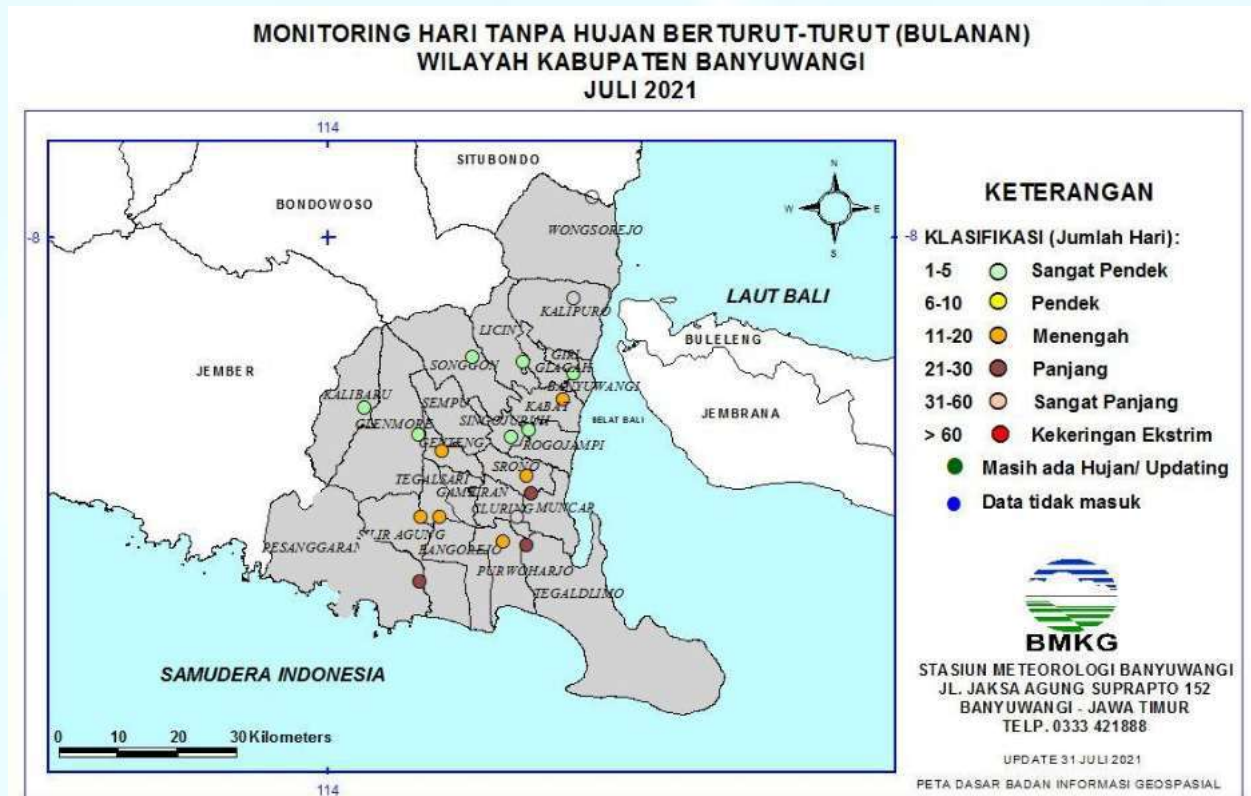 MONITORING HARI TANPA HUJAN BERTURUT-TURUT (BULANAN)
WILAYAH KABUPATEN BANYUWANGI
JULI 2021
114
SITUBONDO
BONDOWOSO
N
W E
S
-8
-8
WONGSOREJO
LAUT BALI
KALIPURO
LICIN
BULELENG
GIRI
JEMBER
SONGGON
GLAGAH
BANYUWANGI
KALIBARU
SEMPU
KABAT
JEMBRANA
GLENMORE
SINGOJURUH
SELAT BALI
GENTENG
ROGOJAMPI
SRONO
TEGALSARI
GAMBIRAN
CLURING
MUNCAR
SILIR AGUNG
PESANGGARAN
BANGOREJO
PURWOHARJO
TEGALDLIMO
SAMUDERA INDONESIA
0 10 20 30 Kilometers
114
KETERANGAN
KLASIFIKASI (Jumlah Hari):
1-5 Sangat Pendek
6-10 Pendek
11-20 Menengah
21-30 Panjang
31-60 Sangat Panjang
> 60 Kekeringan Ekstrim
Masih ada Hujan/ Updating
Data tidak masuk
BMKG
STASIUN METEOROLOGI BANYUWANGI
JL. JAKSA AGUNG SUPRAPTO 152
BANYUWANGI - JAWA TIMUR
TELP. 0333 421888
UPDATE 31 JULI 2021
PETA DASAR BADAN INFORMASI GEOSPASIAL